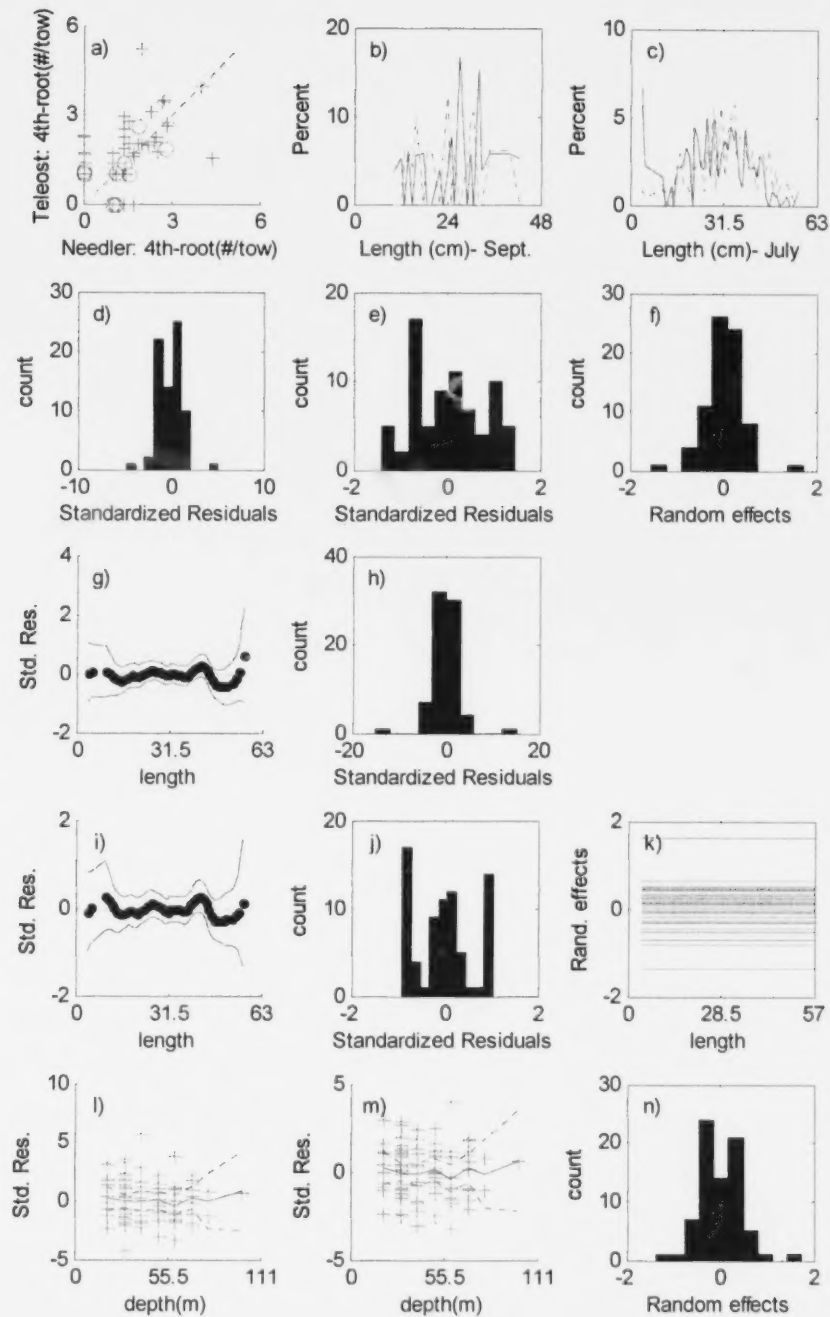 a)
Teleost: 4th-root(#/tow)
6
3
0
0 3 6
Needler: 4th-root(#/tow)
b)
Percent
20
10
0
0 24 48
Length (cm)- Sept.
c)
Percent
10
5
0
0 31.5 63
Length (cm)- July
d)
count
30
20
10
0
-10 0 10
Standardized Residuals
e)
count
20
15
10
5
0
-2 0 2
Standardized Residuals
f)
count
30
20
10
0
-2 0 2
Random effects
g)
Std. Res.
4
2
0
-2
0 31.5 63
length
h)
count
40
20
0
-20 0 20
Standardized Residuals
i)
Std. Res.
2
0
-2
0 31.5 63
length
j)
count
20
10
0
-2 0 2
Standardized Residuals
k)
Rand. effects
2
0
-2
0 28.5 57
length
l)
Std. Res.
10
5
0
-5
0 55.5 111
depth(m)
m)
Std. Res.
5
0
-5
0 55.5 111
depth(m)
n)
count
30
20
10
0
-2 0 2
Random effects